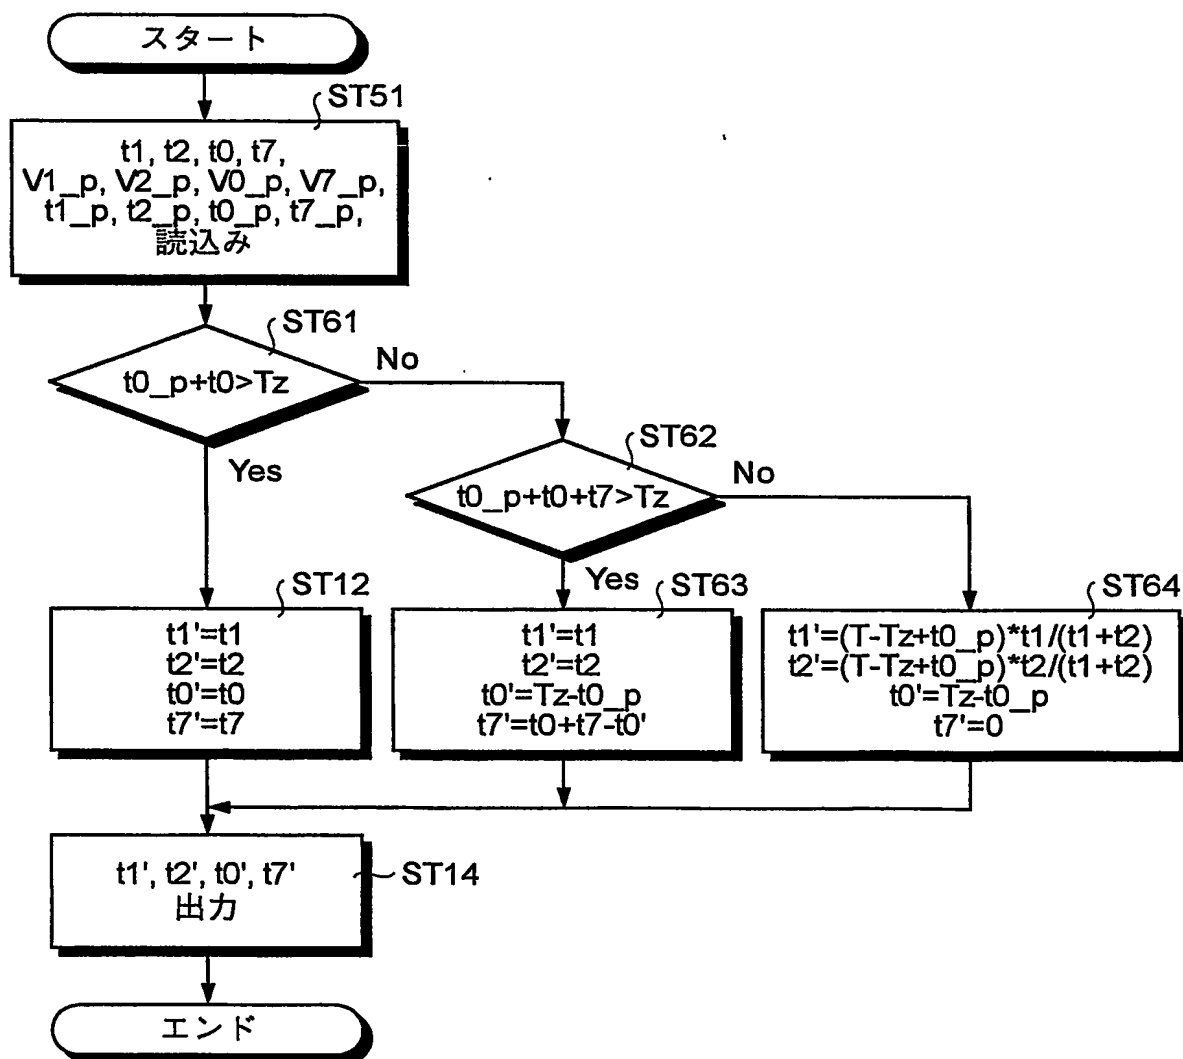 スタート
ST51
t1, t2, t0, t7,
V1_p, V2_p, V0_p, V7_p,
t1_p, t2_p, t0_p, t7_p,
読込み
ST61
t0_p+t0>Tz
No
Yes
ST62
t0_p+t0+t7>Tz
No
Yes
ST12
t1'=t1
t2'=t2
t0'=t0
t7'=t7
ST63
t1'=t1
t2'=t2
t0'=Tz-t0_p
t7'=t0+t7-t0'
ST64
t1'=(T-Tz+t0_p)*t1/(t1+t2)
t2'=(T-Tz+t0_p)*t2/(t1+t2)
t0'=Tz-t0_p
t7'=0
t1', t2', t0', t7'
出力
ST14
エンド